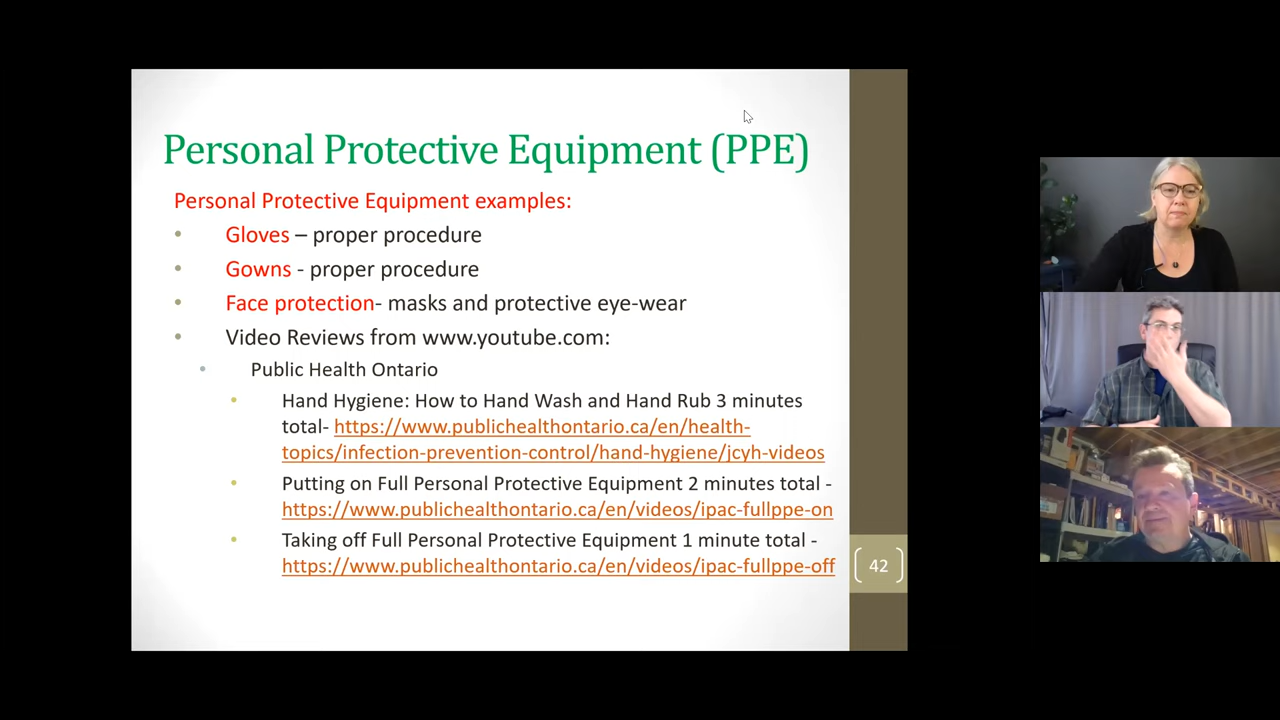 Personal Protective Equipment (PPE)
Personal Protective Equipment examples:
• Gloves – proper procedure
• Gowns - proper procedure
• Face protection- masks and protective eye-wear
• Video Reviews from www.youtube.com:
• Public Health Ontario
• Hand Hygiene: How to Hand Wash and Hand Rub 3 minutes
total- https://www.publichealthontario.ca/en/health-
topics/infection-prevention-control/hand-hygiene/jcyh-videos
• Putting on Full Personal Protective Equipment 2 minutes total -
https://www.publichealthontario.ca/en/videos/ipac-fullppe-on
• Taking off Full Personal Protective Equipment 1 minute total -
https://www.publichealthontario.ca/en/videos/ipac-fullppe-off
42